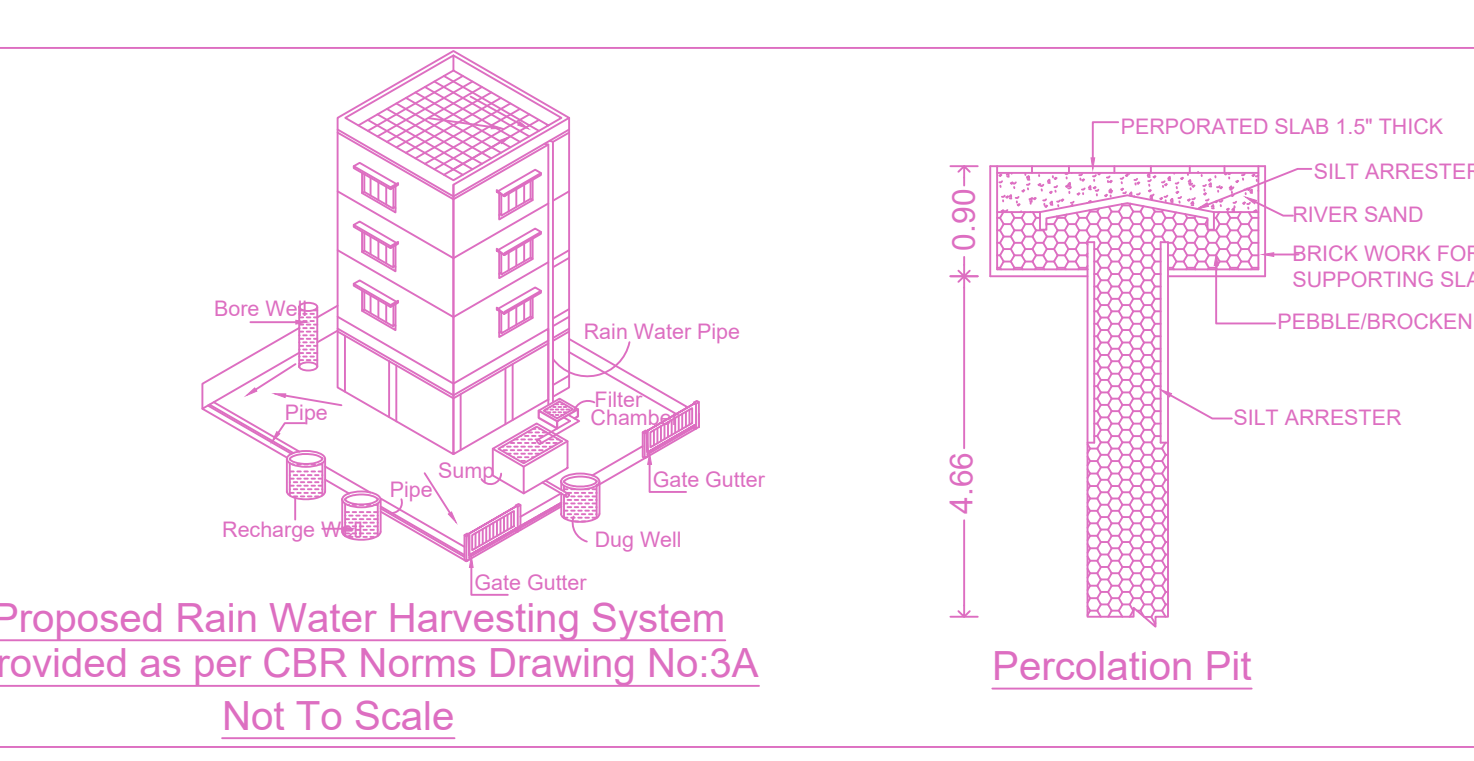 Bore Well
Rain Water Pipe
Filter
Chamber
Pipe
Sump
Pipe
Gate Gutter
Recharge Well
Dug Well
Gate Gutter
Proposed Rain Water Harvesting System
rovided as per CBR Norms Drawing No:3A
Not To Scale
PERPORATED SLAB 1.5" THICK
SILT ARRESTER
RIVER SAND
BRICK WORK FOR
SUPPORTING SLA
PEBBLE/BROCKEN
SILT ARRESTER
0.90
4.66
Percolation Pit